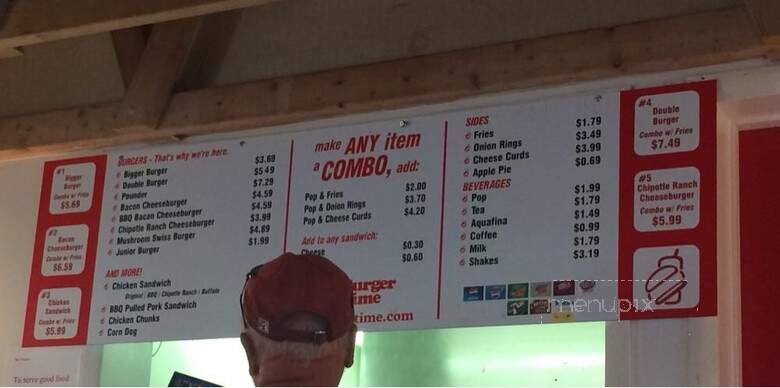 #1
Bigger
Burger
Combo w/ Fries
$5.69
#2
Bacon
Cheeseburger
Combo w/ Fries
$6.59
#3
Chicken
Sandwich
Combo w/ Fries
$5.99
BURGERS - That's why we're here.
Bigger Burger $3.69
Double Burger $5.49
Pounder $7.29
Bacon Cheeseburger $4.59
BBQ Bacon Cheeseburger $4.59
Chipotle Ranch Cheeseburger $3.99
Mushroom Swiss Burger $4.89
Junior Burger $1.99
AND MORE!
Chicken Sandwich
Original / BBQ / Chipotle Ranch / Buffalo
BBQ Pulled Pork Sandwich
Chicken Chunks
Corn Dog
make ANY item
a COMBO, add:
Pop & Fries $2.00
Pop & Onion Rings $3.70
Pop & Cheese Curds $4.20
Add to any sandwich:
Cheese $0.30
$0.60
urger
ime
time.com
SIDES
Fries $1.79
Onion Rings $3.49
Cheese Curds $3.99
Apple Pie $0.69
BEVERAGES
Pop $1.99
Tea $1.79
Aquafina $1.49
Coffee $0.99
Milk $1.79
Shakes $3.19
#4
Double
Burger
Combo w/ Fries
$7.49
#5
Chipotle Ranch
Cheeseburger
Combo w/ Fries
$5.99
menupix
To serve good food